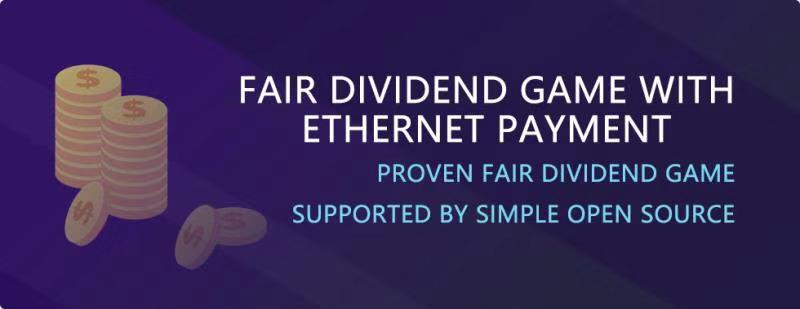 FAIR DIVIDEND GAME WITH
ETHERNET PAYMENT
PROVEN FAIR DIVIDEND GAME
SUPPORTED BY SIMPLE OPEN SOURCE